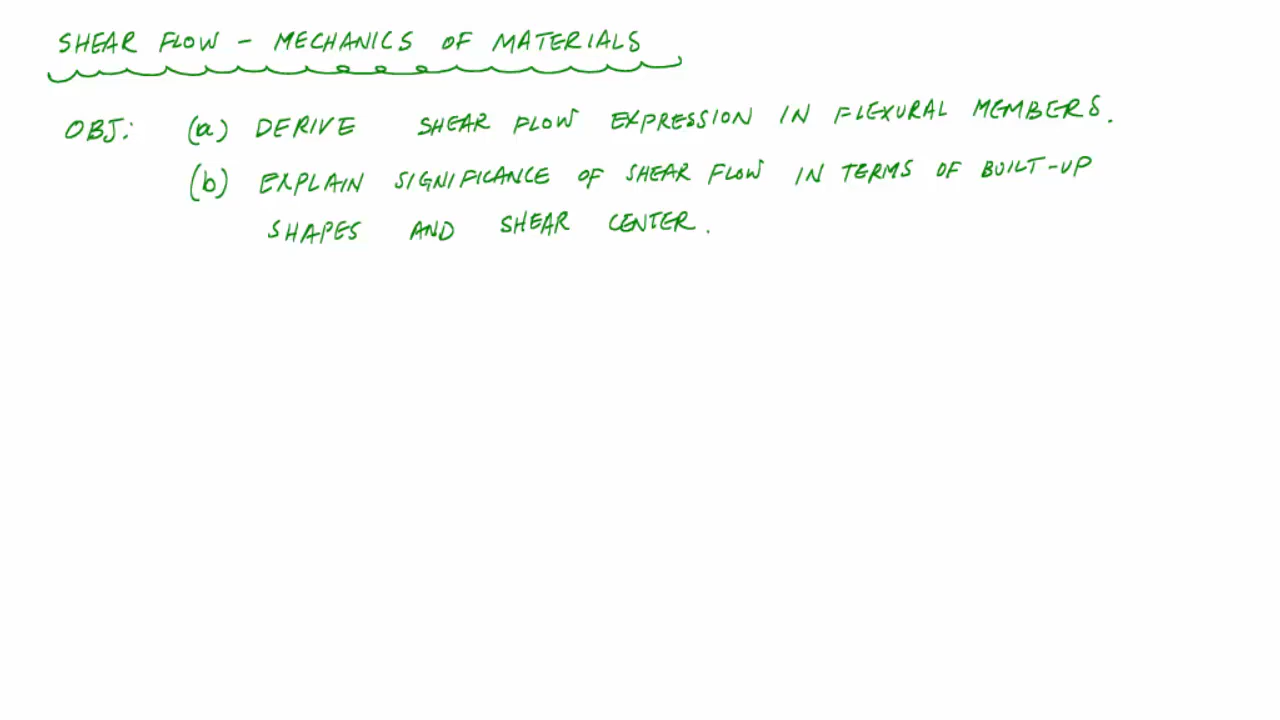 SHEAR FLOW - MECHANICS OF MATERIALS
OBJ: (a) DERIVE SHEAR FLOW EXPRESSION IN FLEXURAL MEMBERS.
(b) EXPLAIN SIGNIFICANCE OF SHEAR FLOW IN TERMS OF BUILT-UP
SHAPES AND SHEAR CENTER.